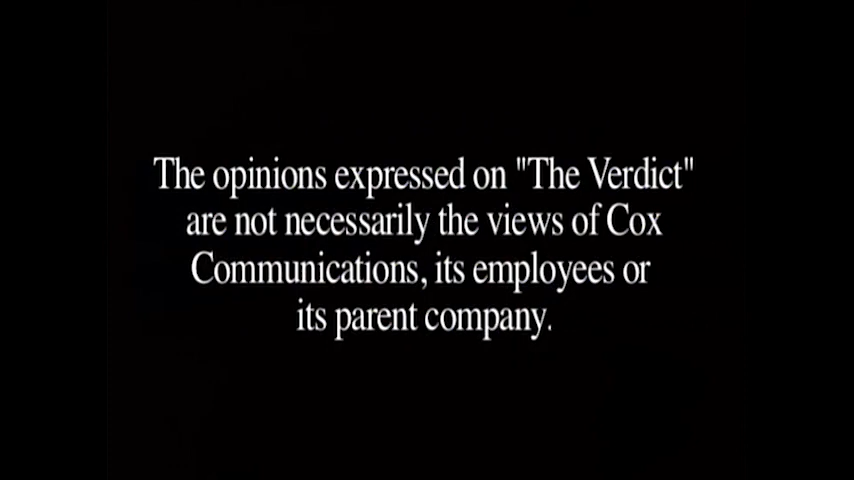 The opinions expressed on "The Verdict"
are not necessarily the views of Cox
Communications, its employees or
its parent company.